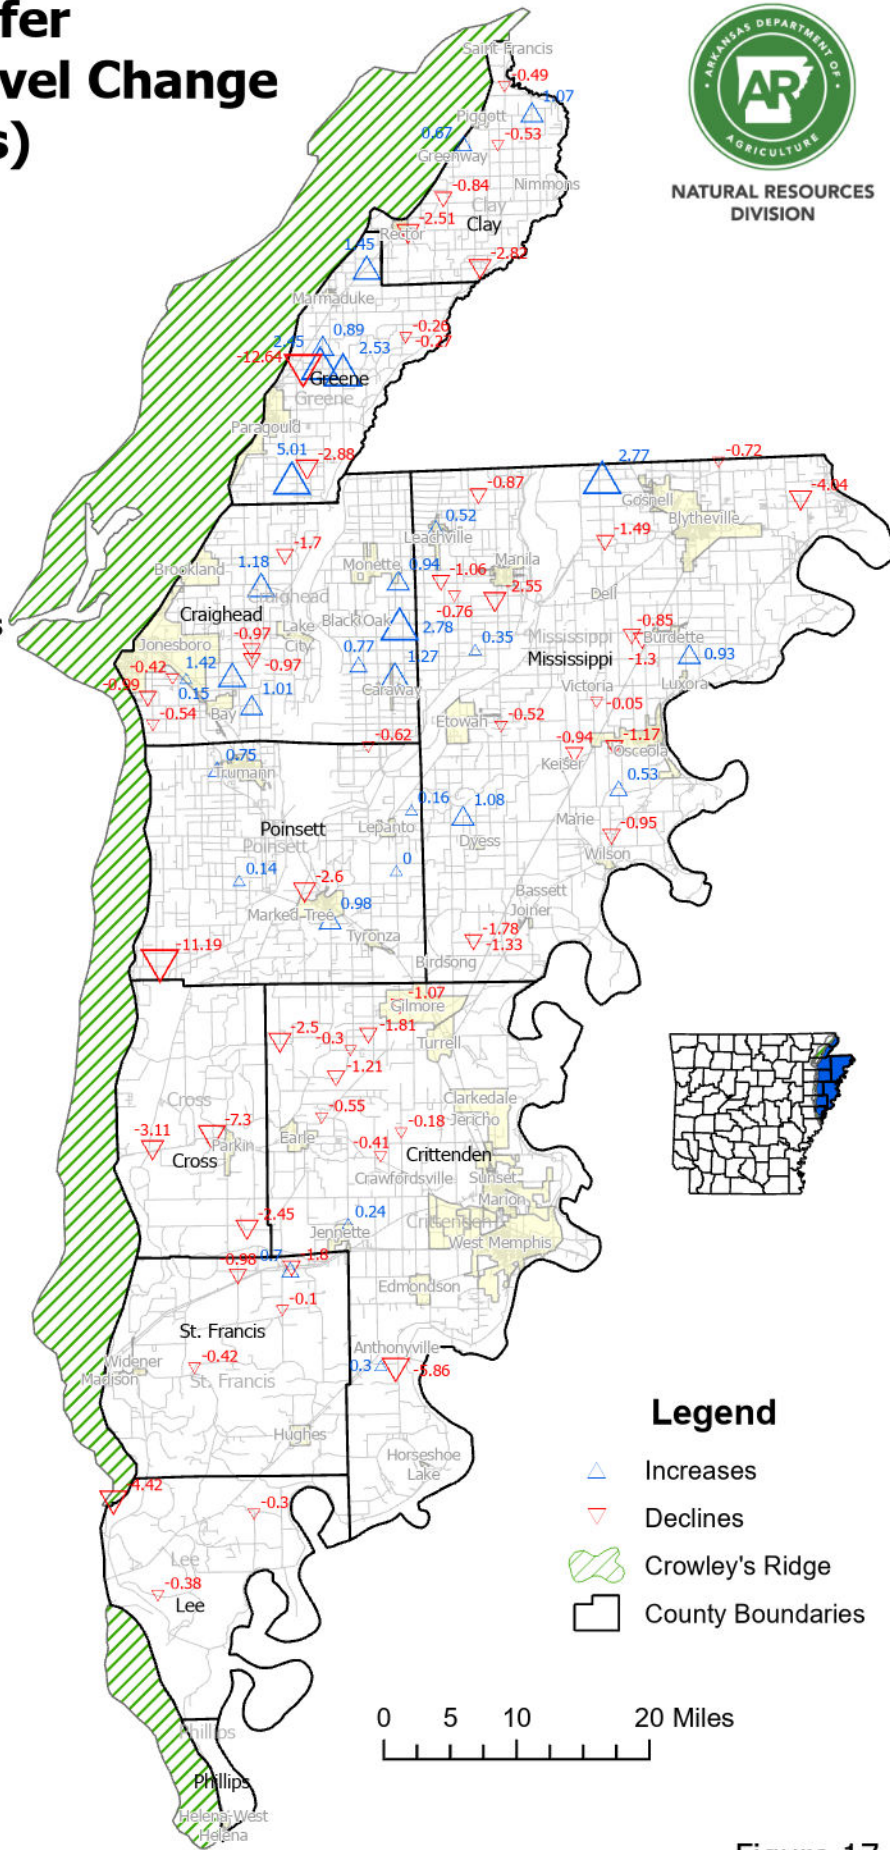 fer
vel Change
s)
ARKANSAS DEPARTMENT OF
AR
AGRICULTURE
NATURAL RESOURCES
DIVISION
Saint Francis
-0.49
1.07
Piggott
0.67
-0.53
Greenway
-0.84
Nimmons
Clay
-2.51
Clay
Rector
1.45
-2.82
Marmaduke
0.89
-0.26
2.45
2.53
-0.27
-12.64
Greene
Greene
Paragould
5.01
-2.88
2.77
-0.72
-0.87
-4.04
Gosnell
0.52
Blytheville
Leachville
-1.49
-1.7
1.18
Monette
0.94
Manila
Brookland
-1.06
-2.55
Craighead
Dell
-0.76
Craighead
Black Oak
Lake
City
2.78
Mississippi
-0.85
Burdette
-0.97
0.35
Jonesboro
0.77
1.27
Mississippi
-1.3
0.93
-0.42
1.42
-0.97
-0.99
0.15
1.01
Caraway
Victoria
Luxora
-0.54
Bay
-0.05
Etowah
-0.52
-0.62
-0.94
-1.17
Osceola
0.75
Keiser
Trumann
0.53
0.16
1.08
Poinsett
Lepanto
Marie
-0.95
Poinsett
Dyess
0
Wilson
0.14
-2.6
Bassett
0.98
Marked Tree
Joiner
-1.78
Tyronza
-1.33
-11.19
Birdsong
-1.07
Gilmore
-2.5
-0.3
-1.81
Turrell
-1.21
Cross
Clarkedale
-0.55
Jericho
-3.11
-7.3
-0.18
Earle
Parkin
-0.41
Cross
Crittenden
Crawfordsville
Sunset
Marion
-2.45
0.24
Crittenden
Jennette
West Memphis
-0.98
0.7
-1.8
Edmondson
-0.1
St. Francis
Anthonyville
-0.42
Widener
0.3
-5.86
Madison
St. Francis
Hughes
Horseshoe
Lake
4.42
-0.3
Lee
-0.38
Lee
Phillips
Phillips
Helena-West
Helena
Legend
Increases
Declines
Crowley's Ridge
County Boundaries
0 5 10 20 Miles